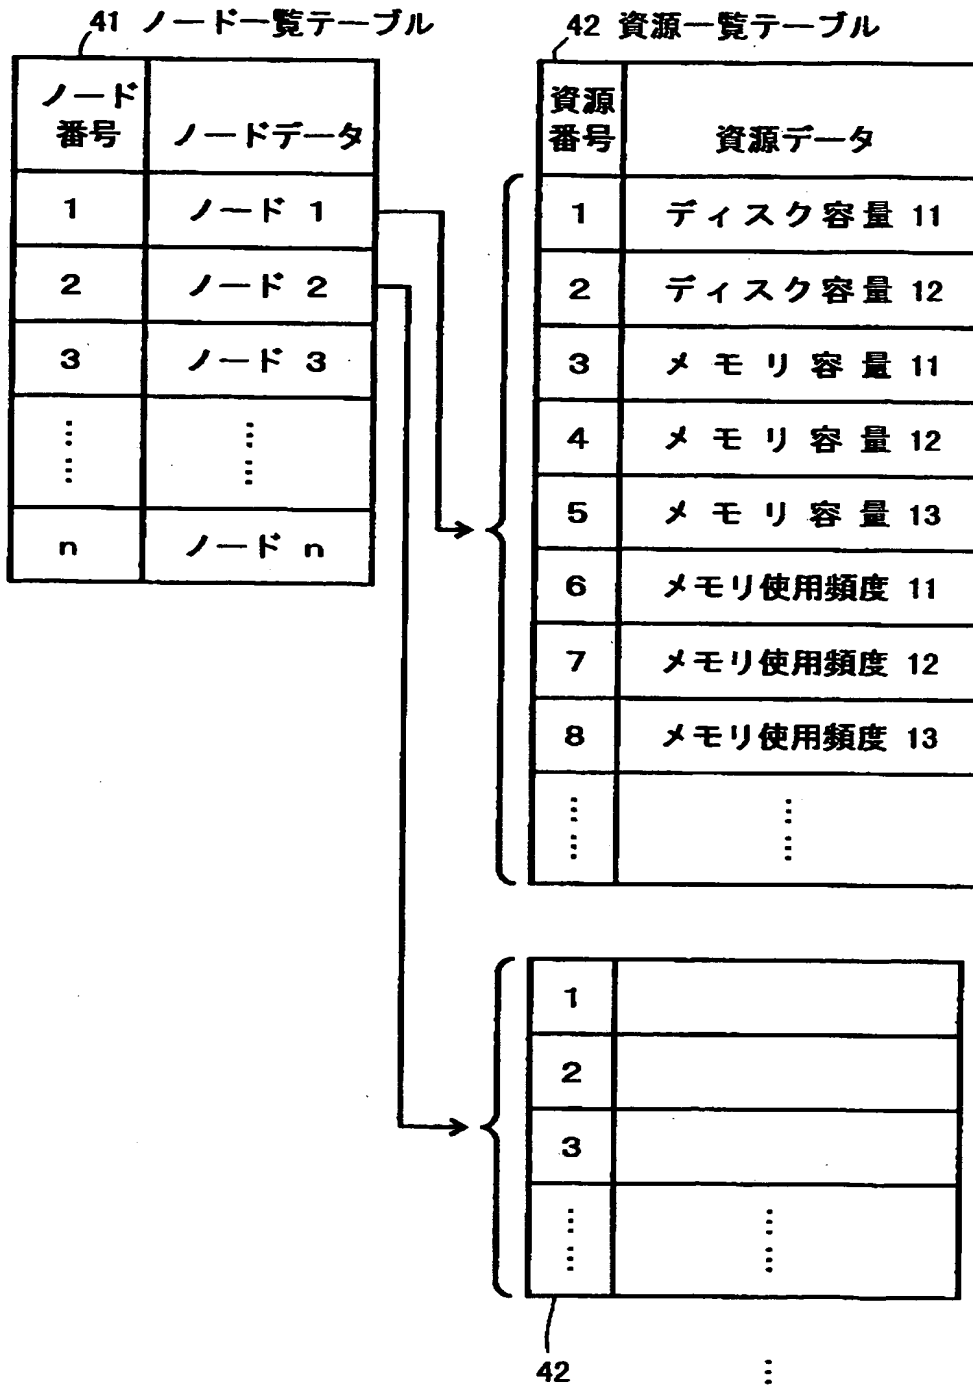 41 ノード一覧テーブル
ノード番号 ノードデータ
1 ノード 1
2 ノード 2
3 ノード 3
⋮ ⋮
n ノード n
42 資源一覧テーブル
資源番号 資源データ
1 ディスク容量 11
2 ディスク容量 12
3 メモリ容量 11
4 メモリ容量 12
5 メモリ容量 13
6 メモリ使用頻度 11
7 メモリ使用頻度 12
8 メモリ使用頻度 13
⋮ ⋮
1
2
3
⋮ ⋮
42
⋮